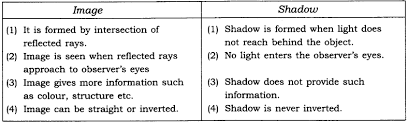 Image
Shadow
(1) It is formed by intersection of
reflected rays.
(2) Image is seen when reflected rays
approach to observer's eyes
(3) Image gives more information such
as colour, structure etc.
(4) Image can be straight or inverted.
(1) Shadow is formed when light does
not reach behind the object.
(2) No light enters the observer's eyes.
(3) Shadow does not provide such
information.
(4) Shadow is never inverted.